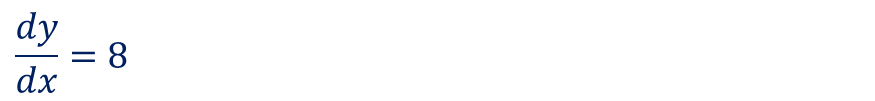 dy/dx = 8